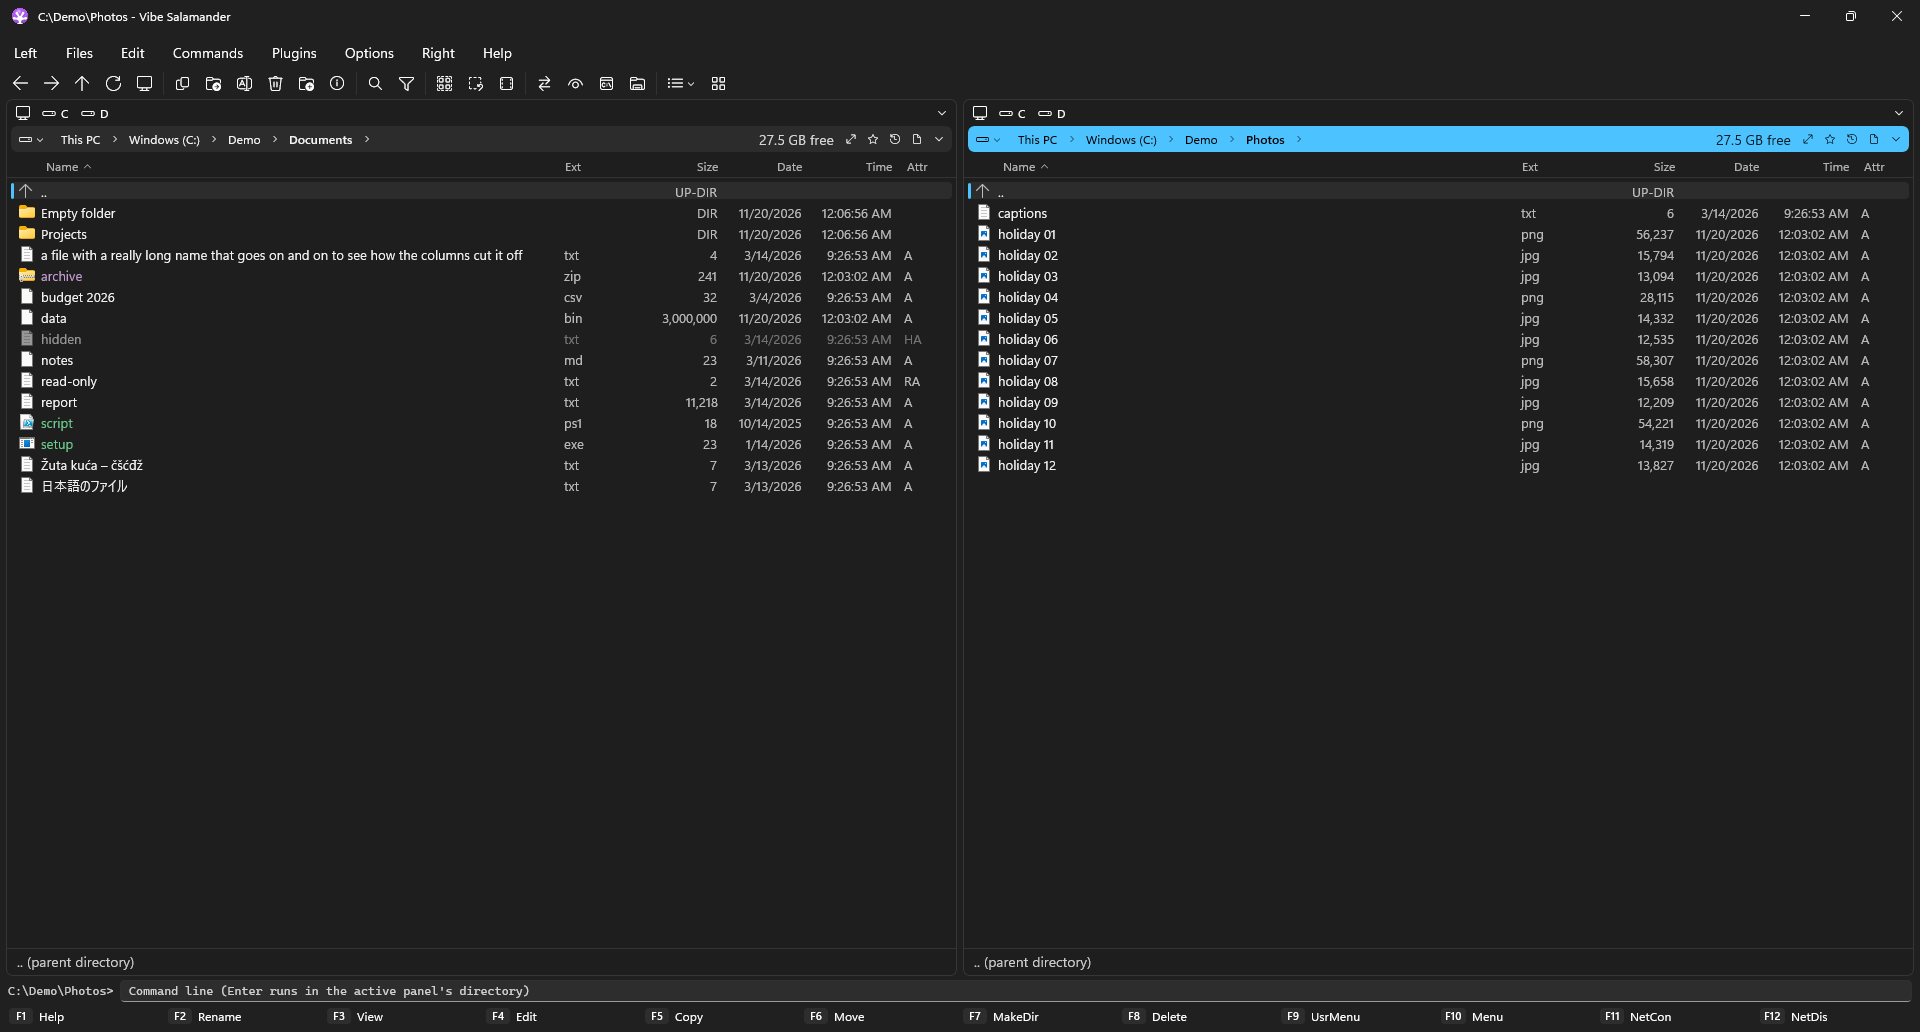 C:\Demo\Photos - Vibe Salamander
Left Files Edit Commands Plugins Options Right Help
C D
This PC Windows (C:) Demo Documents 27.5 GB free
Name Ext Size Date Time Attr
.. UP-DIR
Empty folder DIR 11/20/2026 12:06:56 AM
Projects DIR 11/20/2026 12:06:56 AM
a file with a really long name that goes on and on to see how the columns cut it off txt 4 3/14/2026 9:26:53 AM A
archive zip 241 11/20/2026 12:03:02 AM A
budget 2026 csv 32 3/4/2026 9:26:53 AM A
data bin 3,000,000 11/20/2026 12:03:02 AM A
hidden txt 6 3/14/2026 9:26:53 AM HA
notes md 23 3/11/2026 9:26:53 AM A
read-only txt 2 3/14/2026 9:26:53 AM RA
report txt 11,218 3/14/2026 9:26:53 AM A
script ps1 18 10/14/2025 9:26:53 AM A
setup exe 23 1/14/2026 9:26:53 AM A
Žuta kuća – čšćđž txt 7 3/13/2026 9:26:53 AM A
日本語のファイル txt 7 3/13/2026 9:26:53 AM A
.. (parent directory)
C D
This PC Windows (C:) Demo Photos 27.5 GB free
Name Ext Size Date Time Attr
.. UP-DIR
captions txt 6 3/14/2026 9:26:53 AM A
holiday 01 png 56,237 11/20/2026 12:03:02 AM A
holiday 02 jpg 15,794 11/20/2026 12:03:02 AM A
holiday 03 jpg 13,094 11/20/2026 12:03:02 AM A
holiday 04 png 28,115 11/20/2026 12:03:02 AM A
holiday 05 jpg 14,332 11/20/2026 12:03:02 AM A
holiday 06 jpg 12,535 11/20/2026 12:03:02 AM A
holiday 07 png 58,307 11/20/2026 12:03:02 AM A
holiday 08 jpg 15,658 11/20/2026 12:03:02 AM A
holiday 09 jpg 12,209 11/20/2026 12:03:02 AM A
holiday 10 png 54,221 11/20/2026 12:03:02 AM A
holiday 11 jpg 14,319 11/20/2026 12:03:02 AM A
holiday 12 jpg 13,827 11/20/2026 12:03:02 AM A
.. (parent directory)
C:\Demo\Photos> Command line (Enter runs in the active panel's directory)
F1 Help F2 Rename F3 View F4 Edit F5 Copy F6 Move F7 MakeDir F8 Delete F9 UsrMenu F10 Menu F11 NetCon F12 NetDis